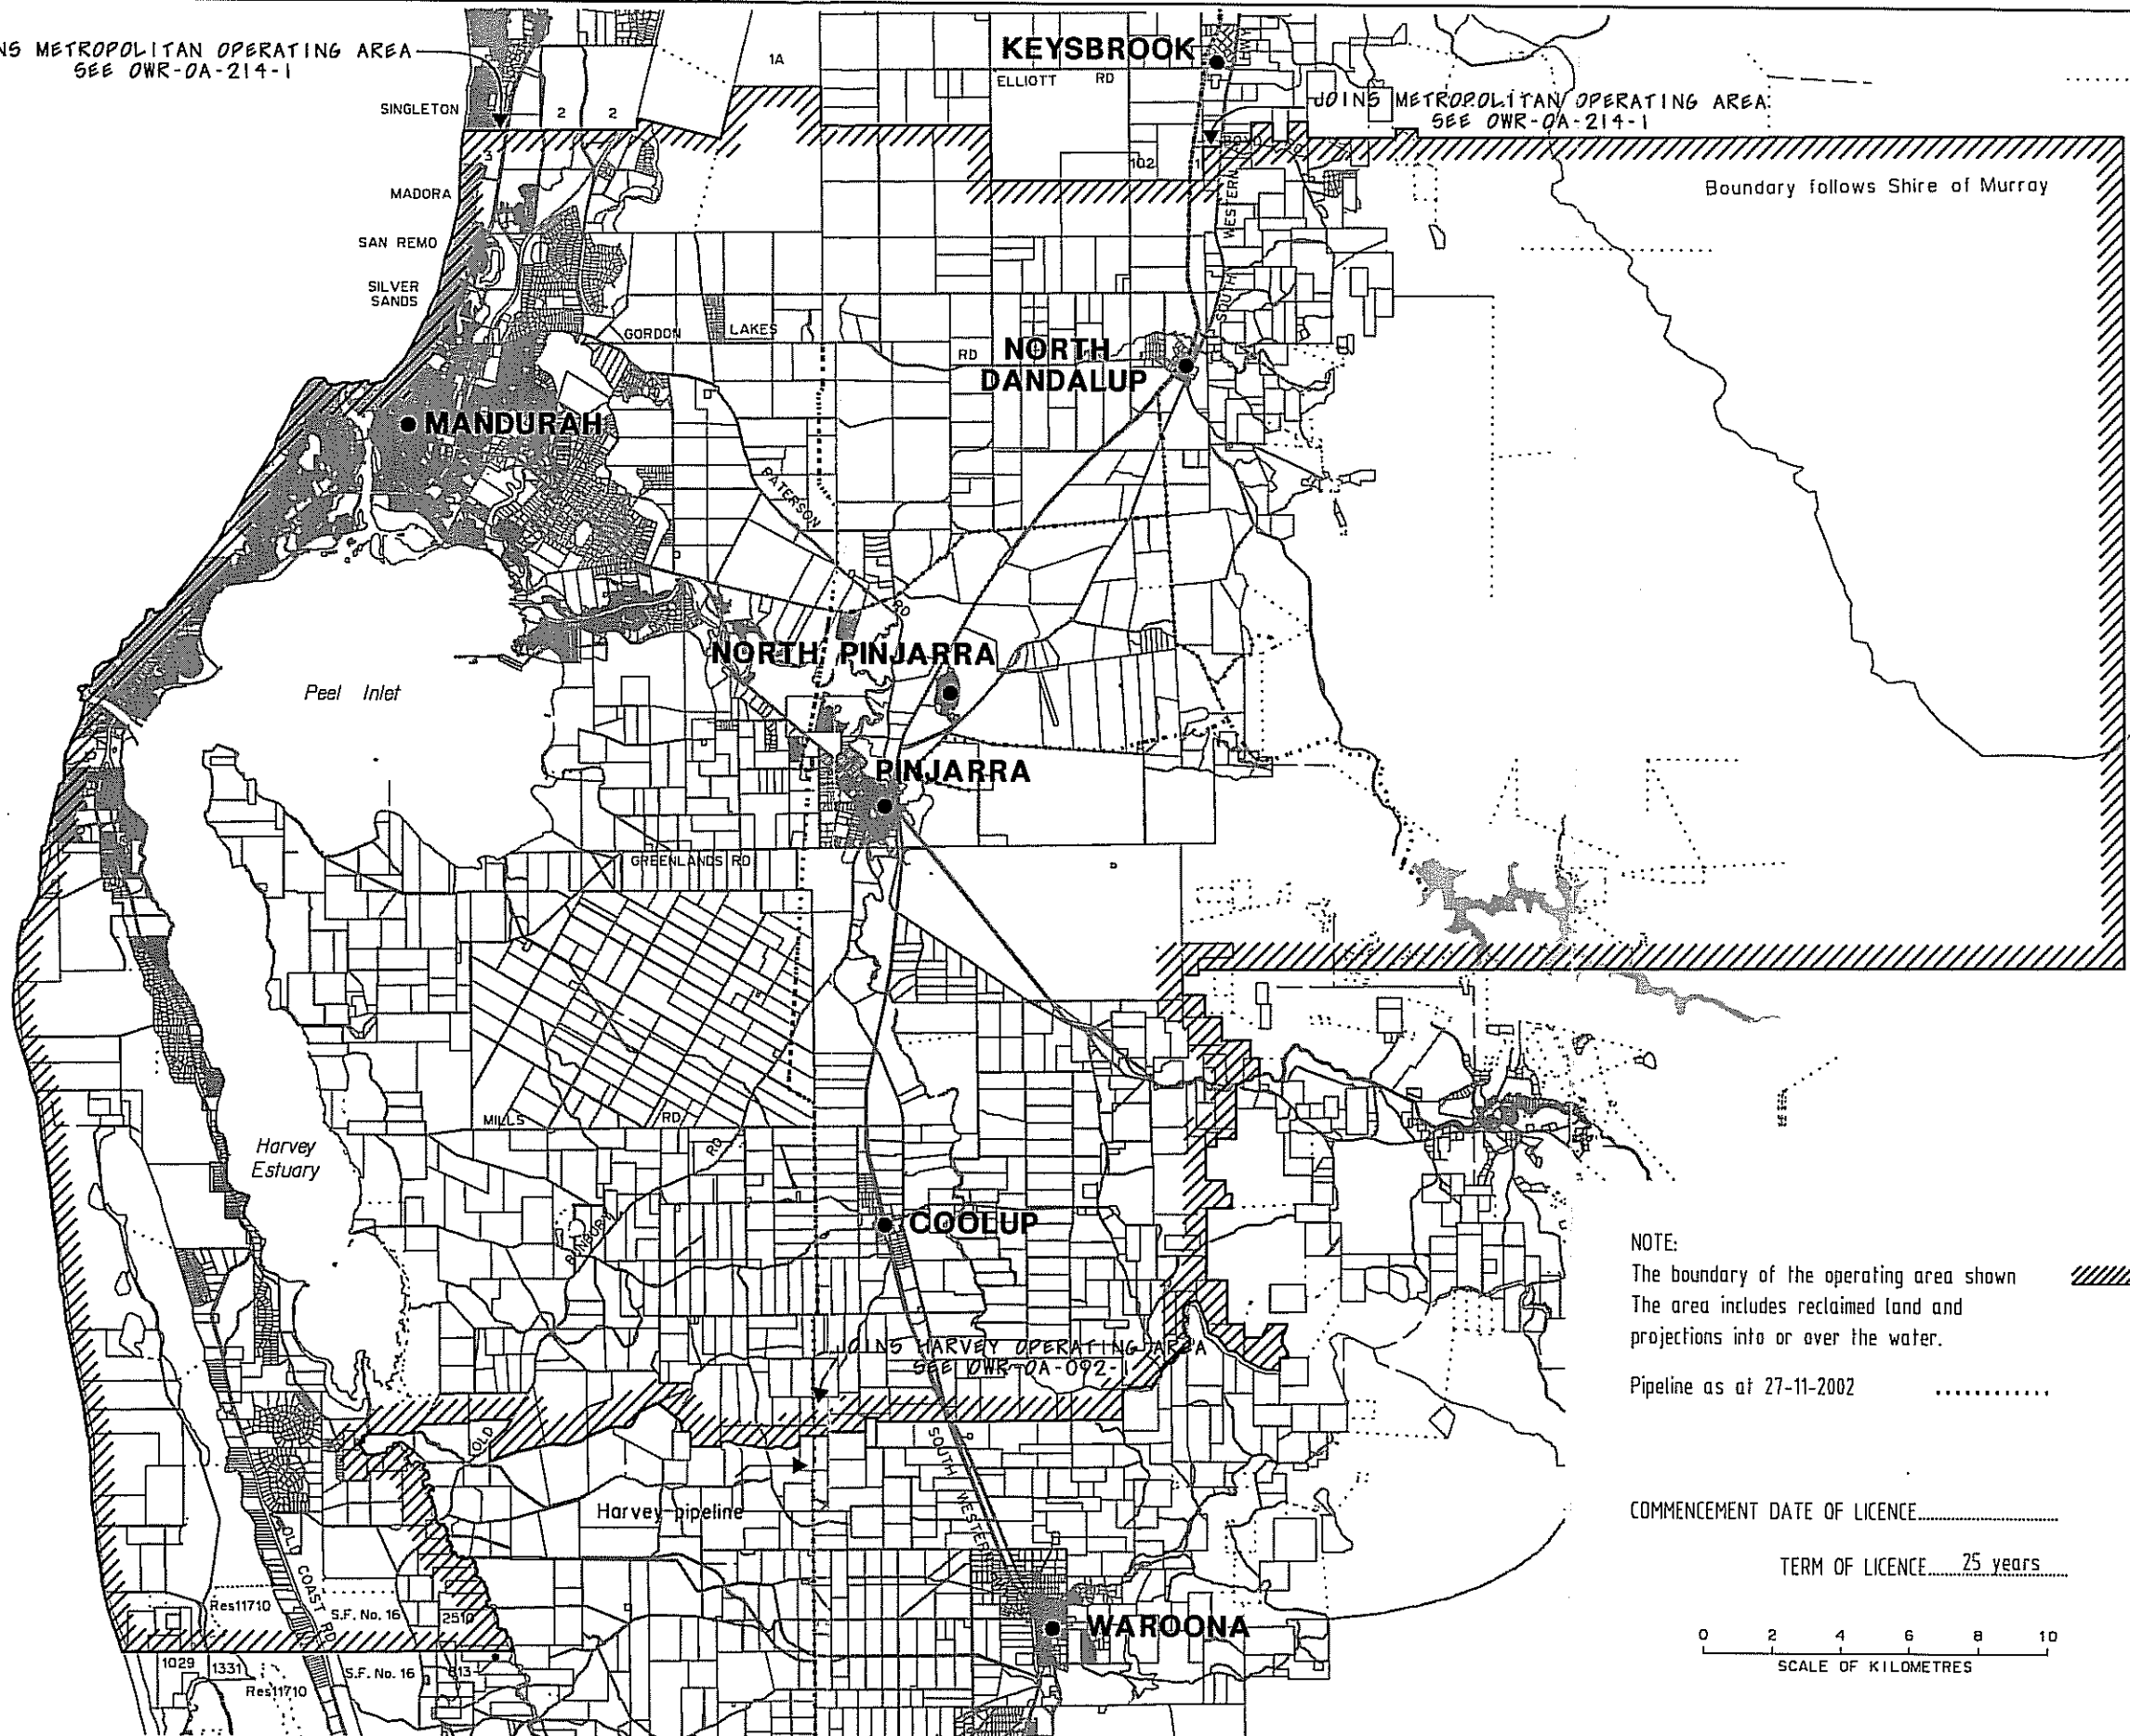 NS METROPOLITAN OPERATING AREA
SEE OWR-OA-214-1
1A
KEYSBROOK
ELLIOTT RD
HWY
SINGLETON
2 2
JOINS METROPOLITAN OPERATING AREA
SEE OWR-OA-214-1
3
102
1
MADORA
Boundary follows Shire of Murray
SAN REMO
SOUTH WESTERN
SILVER
SANDS
GORDON
LAKES
RD
NORTH
DANDALUP
MANDURAH
PATERSON
RD
NORTH PINJARRA
Peel Inlet
PINJARRA
GREENLANDS RD
MILLS RD
Harvey
Estuary
RD
BUNBURY
COOLUP
NOTE:
The boundary of the operating area shown
The area includes reclaimed land and
projections into or over the water.
JOINS HARVEY OPERATING AREA
SEE OWR-OA-092-
Pipeline as at 27-11-2002
OLD
SOUTH WESTERN
Harvey pipeline
COMMENCEMENT DATE OF LICENCE
TERM OF LICENCE 25 years
OLD COAST RD
Res11710
S.F. No. 16
2510
WAROONA
0 2 4 6 8 10
SCALE OF KILOMETRES
1029
1331
S.F. No. 16
613
Res11710